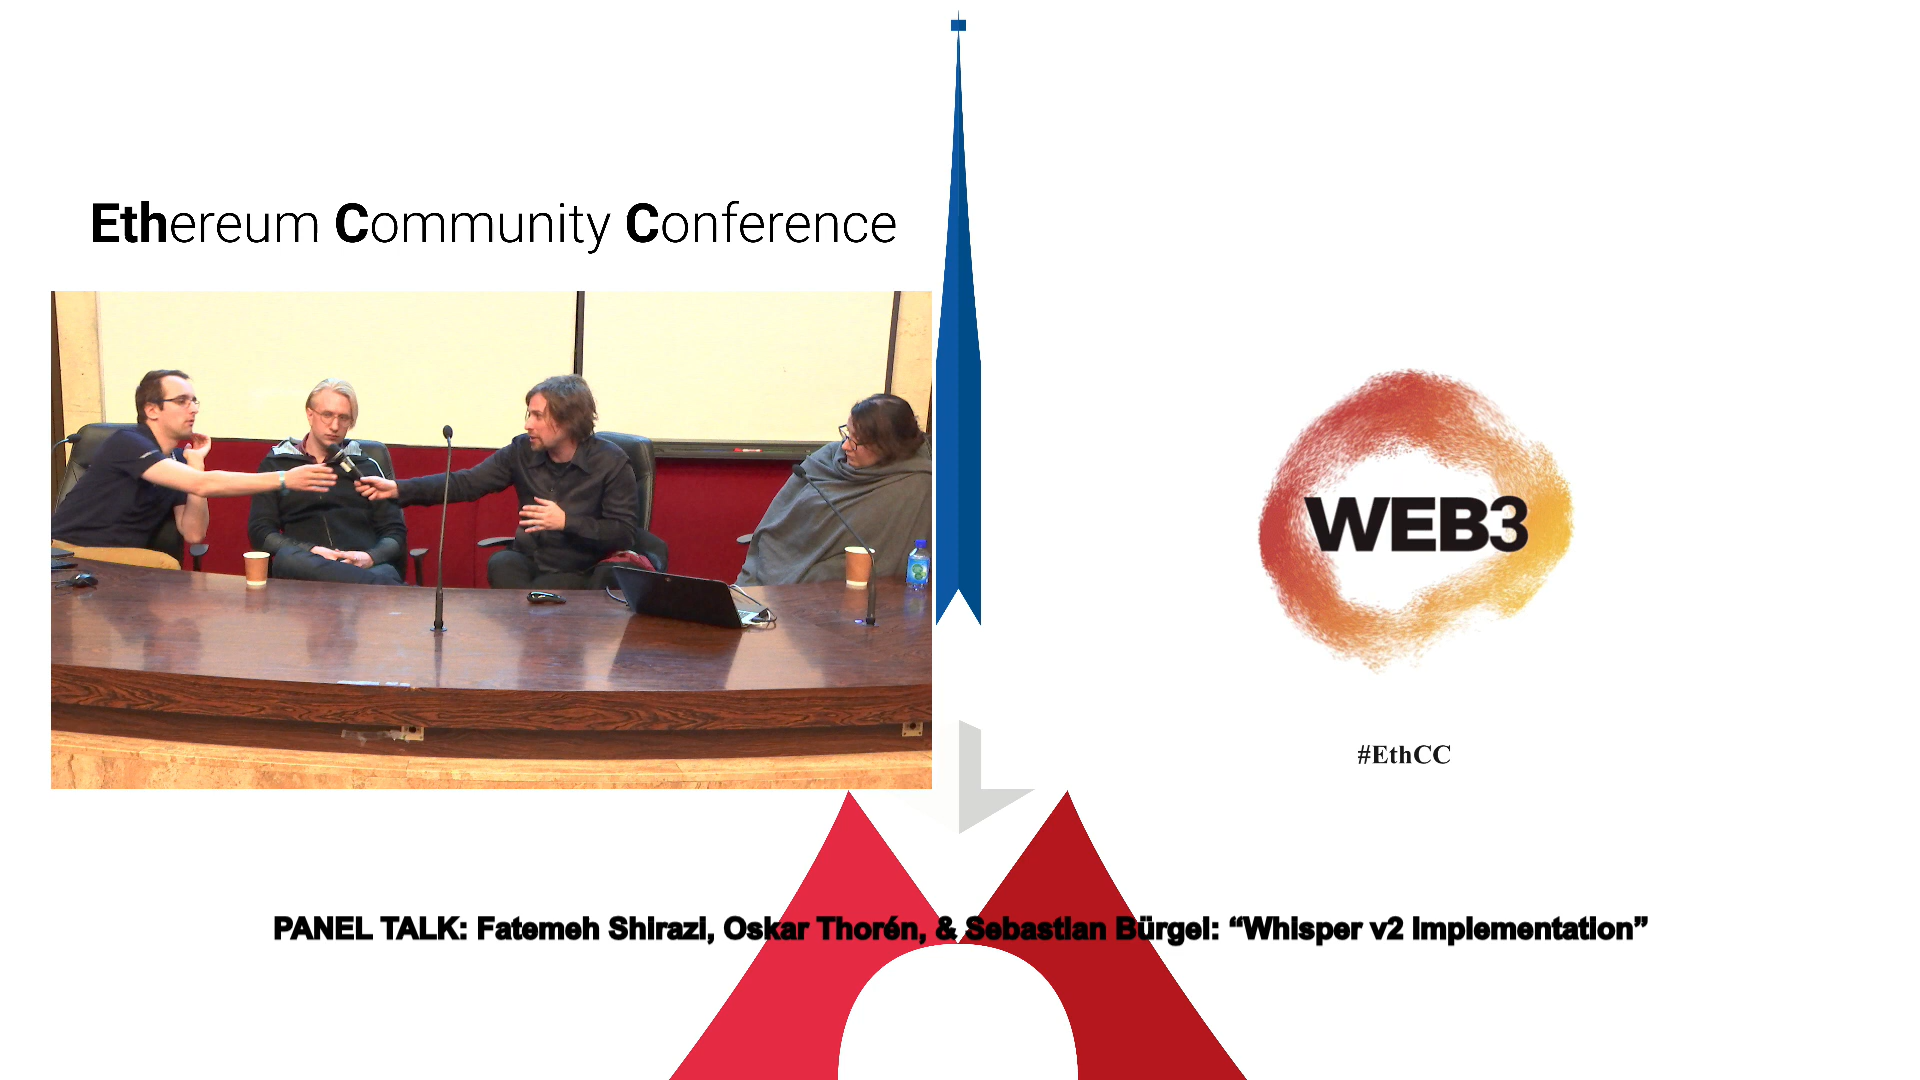 Ethereum Community Conference
WEB3
#EthCC
PANEL TALK: Fatemeh Shirazi, Oskar Thorén, & Sebastian Bürgel: “Whisper v2 Implementation”